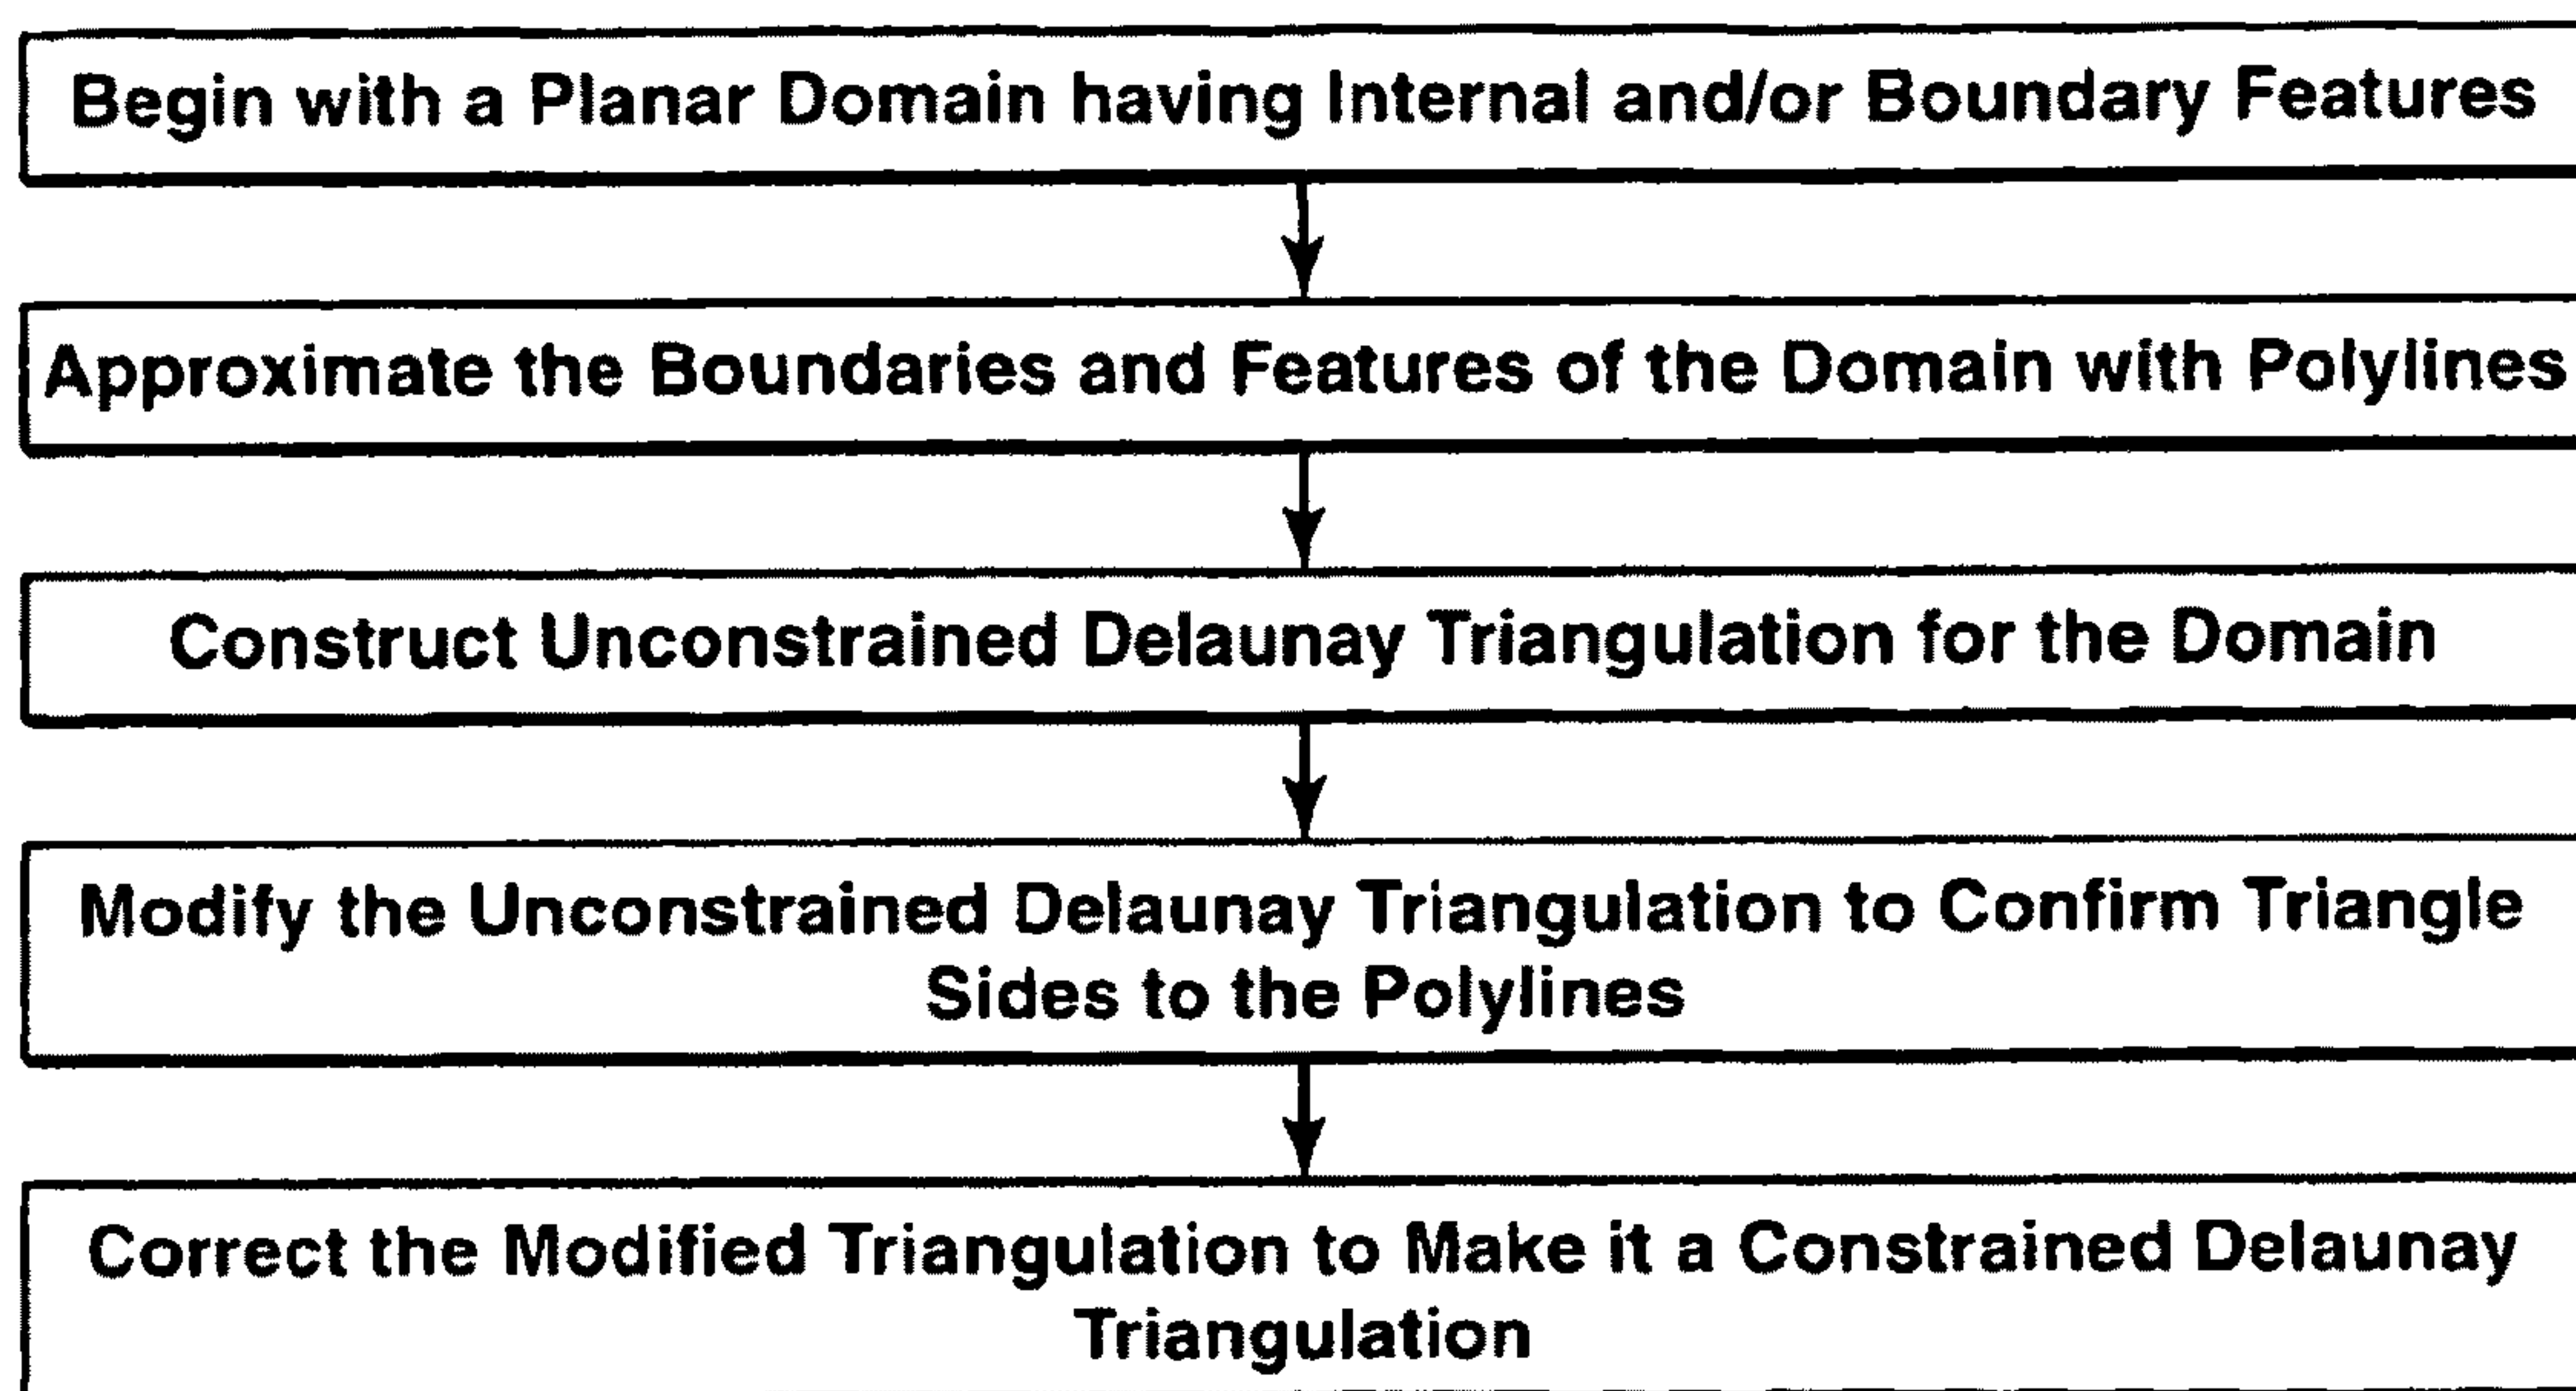 Begin with a Planar Domain having Internal and/or Boundary Features
Approximate the Boundaries and Features of the Domain with Polylines
Construct Unconstrained Delaunay Triangulation for the Domain
Modify the Unconstrained Delaunay Triangulation to Confirm Triangle
Sides to the Polylines
Correct the Modified Triangulation to Make it a Constrained Delaunay
Triangulation